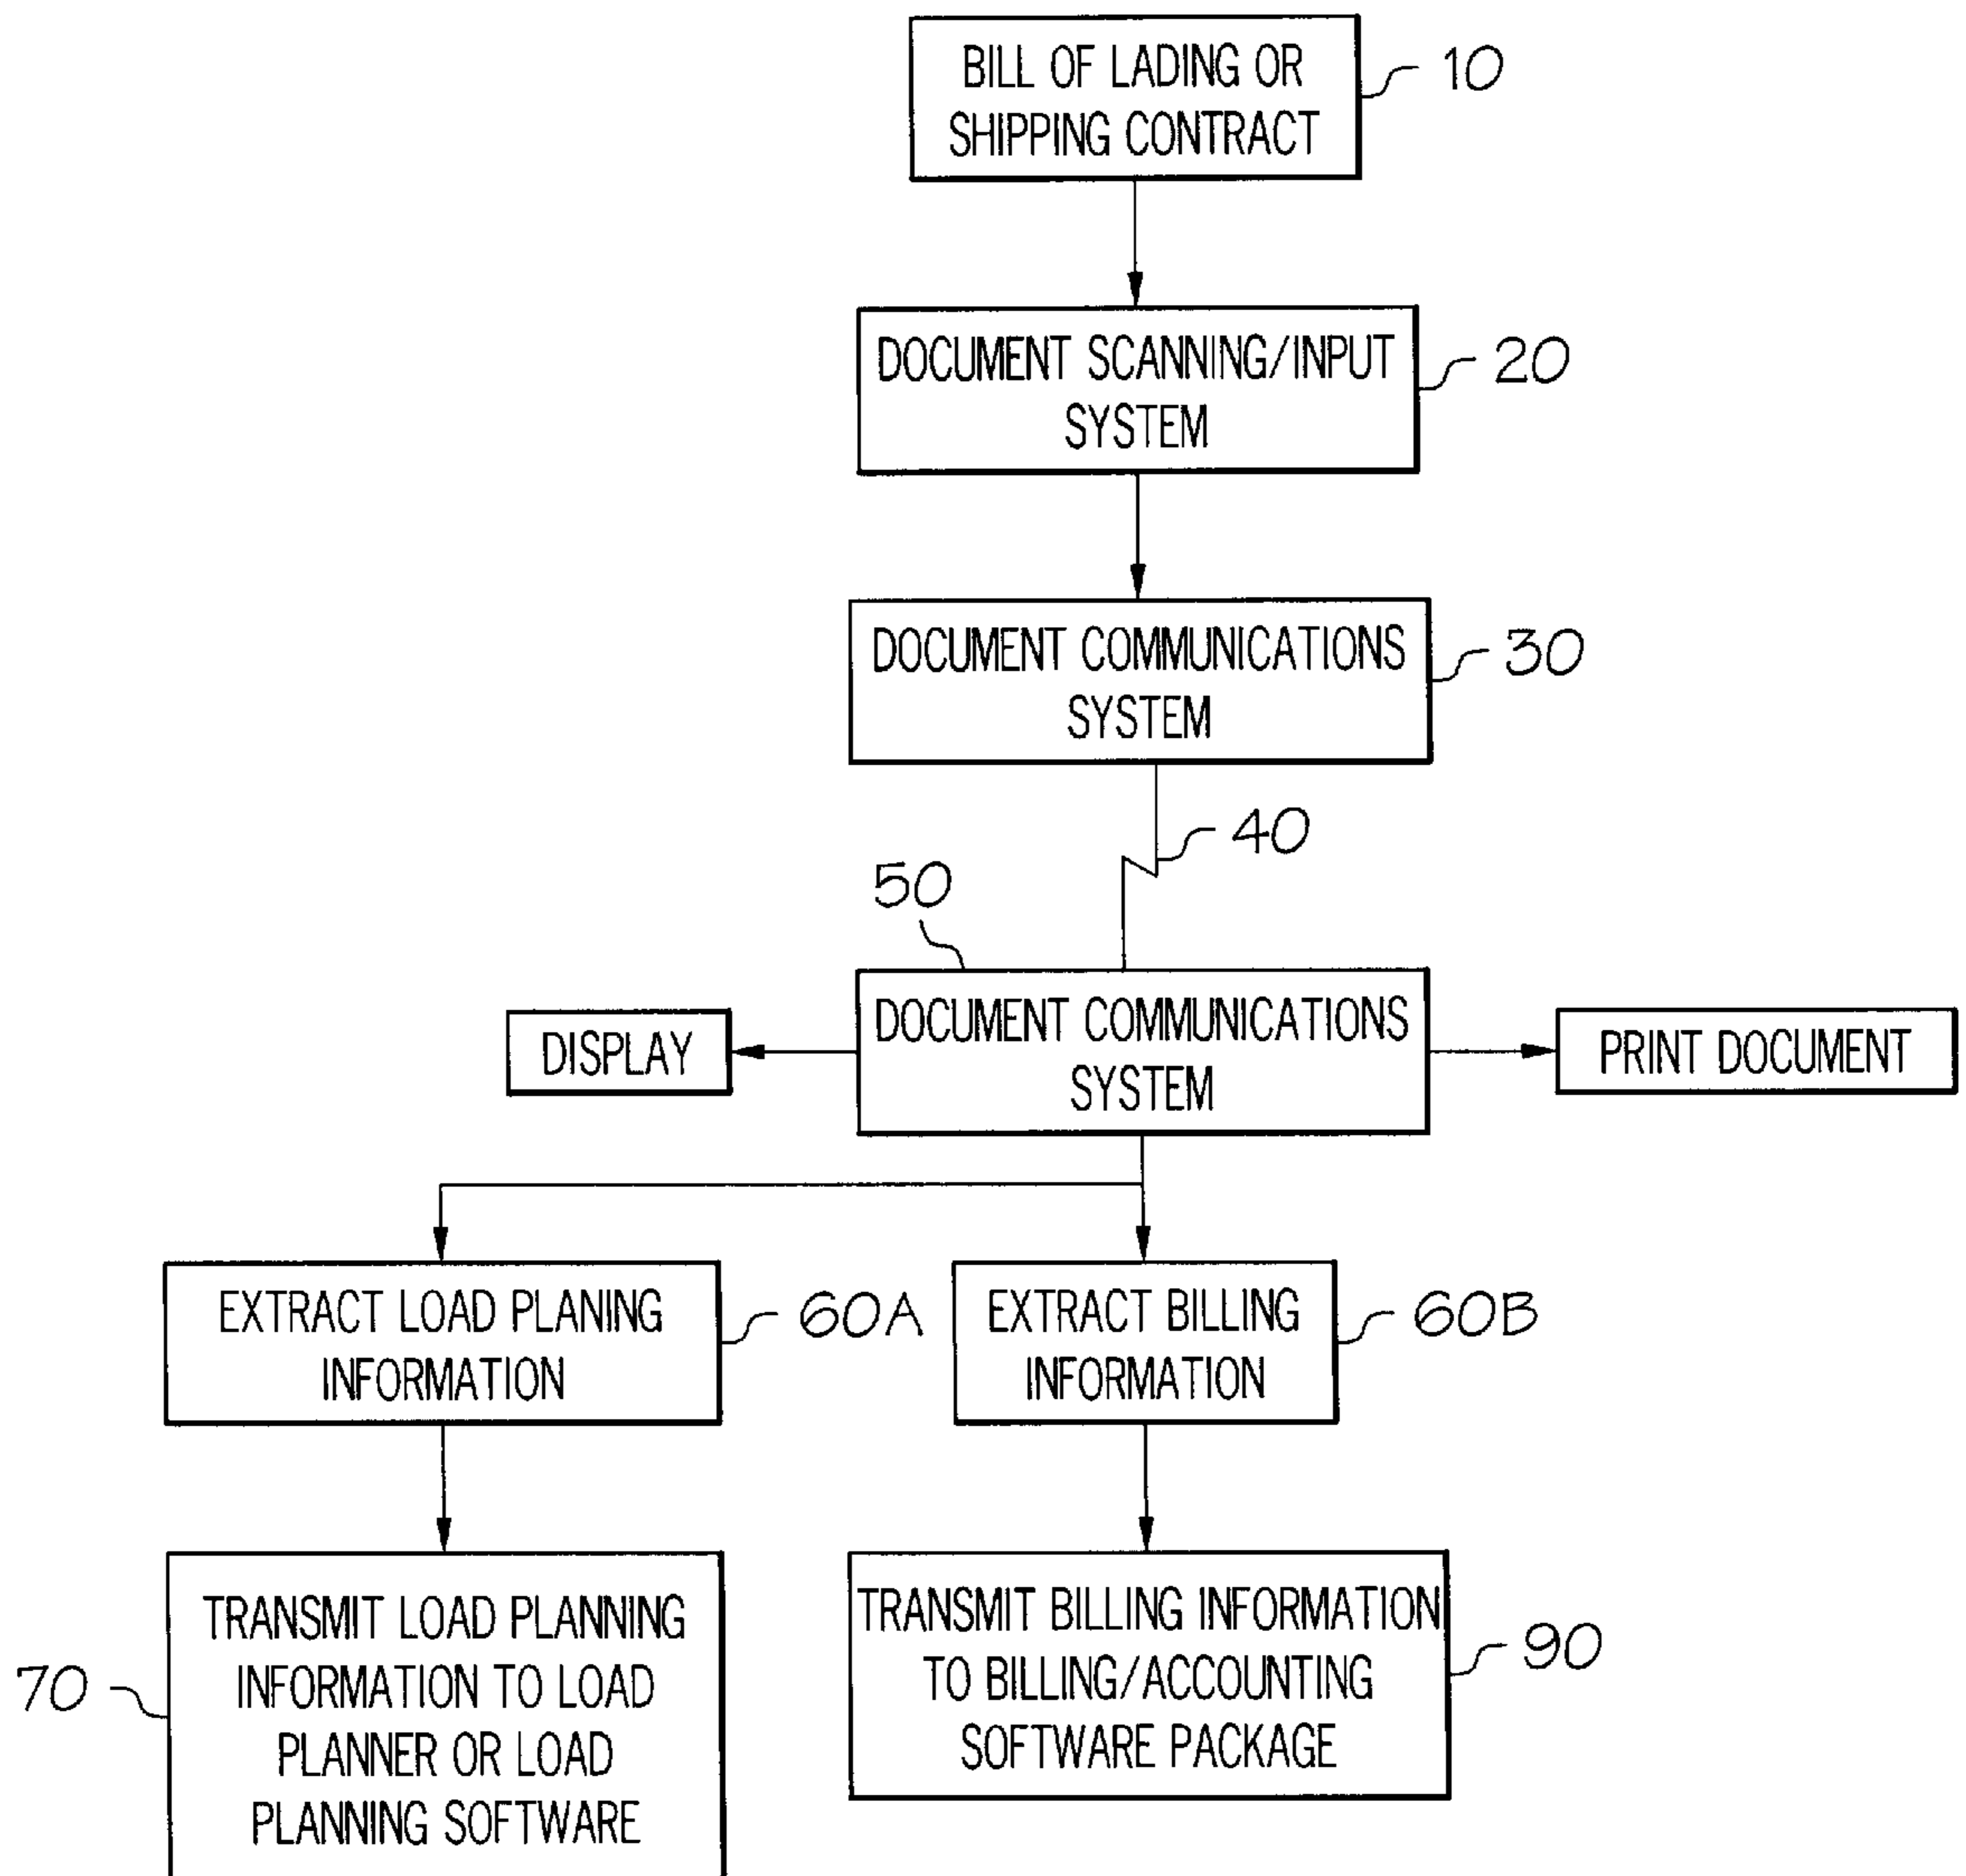 BILL OF LADING OR
SHIPPING CONTRACT
10
DOCUMENT SCANNING/INPUT
SYSTEM
20
DOCUMENT COMMUNICATIONS
SYSTEM
30
40
50
DISPLAY
DOCUMENT COMMUNICATIONS
SYSTEM
PRINT DOCUMENT
EXTRACT LOAD PLANING
INFORMATION
60A
EXTRACT BILLING
INFORMATION
60B
70
TRANSMIT LOAD PLANNING
INFORMATION TO LOAD
PLANNER OR LOAD
PLANNING SOFTWARE
TRANSMIT BILLING INFORMATION
TO BILLING/ACCOUNTING
SOFTWARE PACKAGE
90